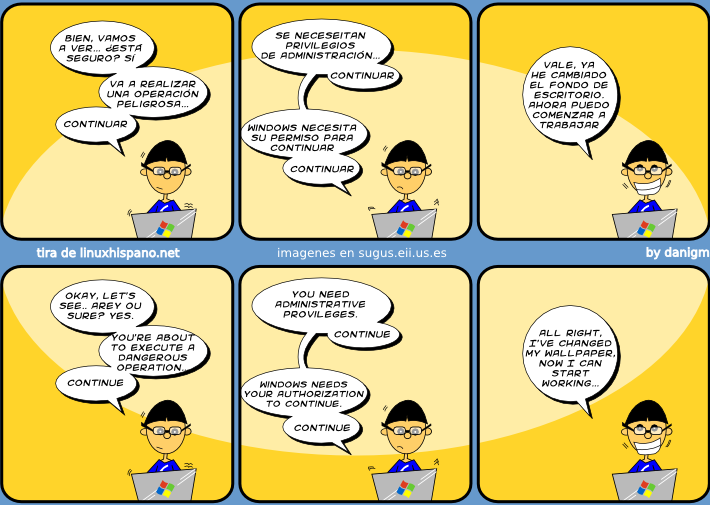 BIEN, VAMOS
A VER... ¿ESTÁ
SEGURO? SÍ
VA A REALIZAR
UNA OPERACIÓN
PELIGROSA...
CONTINUAR
SE NECESEITAN
PRIVILEGIOS
DE ADMINISTRACIÓN...
CONTINUAR
WINDOWS NECESITA
SU PERMISO PARA
CONTINUAR
CONTINUAR
VALE, YA
HE CAMBIADO
EL FONDO DE
ESCRITORIO.
AHORA PUEDO
COMENZAR A
TRABAJAR
tira de linuxhispano.net
imagenes en sugus.eii.us.es
by danigm
OKAY, LET'S
SEE.. AREY OU
SURE? YES.
YOU'RE ABOUT
TO EXECUTE A
DANGEROUS
OPERATION..
CONTINUE
YOU NEED
ADMINISTRATIVE
PROVILEGES.
CONTINUE
WINDOWS NEEDS
YOUR AUTHORIZATION
TO CONTINUE.
CONTINUE
ALL RIGHT,
I'VE CHANGED
MY WALLPAPER,
NOW I CAN
START
WORKING...